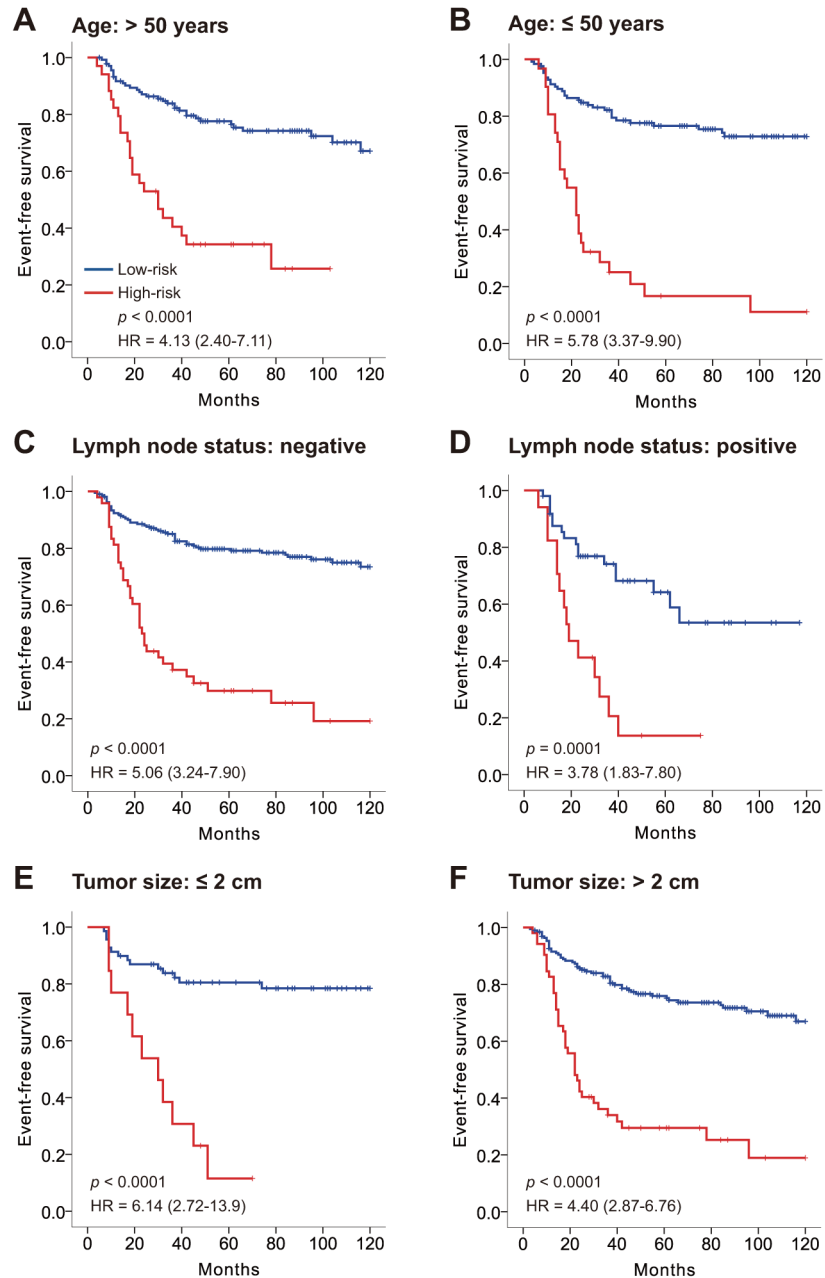 A
Age: > 50 years
1.0
0.8
0.6
0.4
0.2
0.0
Event-free survival
Low-risk
High-risk
p < 0.0001
HR = 4.13 (2.40-7.11)
0 20 40 60 80 100 120
Months
B
Age: ≤ 50 years
1.0
0.8
0.6
0.4
0.2
0.0
Event-free survival
p < 0.0001
HR = 5.78 (3.37-9.90)
0 20 40 60 80 100 120
Months
C
Lymph node status: negative
1.0
0.8
0.6
0.4
0.2
0.0
Event-free survival
p < 0.0001
HR = 5.06 (3.24-7.90)
0 20 40 60 80 100 120
Months
D
Lymph node status: positive
1.0
0.8
0.6
0.4
0.2
0.0
Event-free survival
p = 0.0001
HR = 3.78 (1.83-7.80)
0 20 40 60 80 100 120
Months
E
Tumor size: ≤ 2 cm
1.0
0.8
0.6
0.4
0.2
0.0
Event-free survival
p < 0.0001
HR = 6.14 (2.72-13.9)
0 20 40 60 80 100 120
Months
F
Tumor size: > 2 cm
1.0
0.8
0.6
0.4
0.2
0.0
Event-free survival
p < 0.0001
HR = 4.40 (2.87-6.76)
0 20 40 60 80 100 120
Months